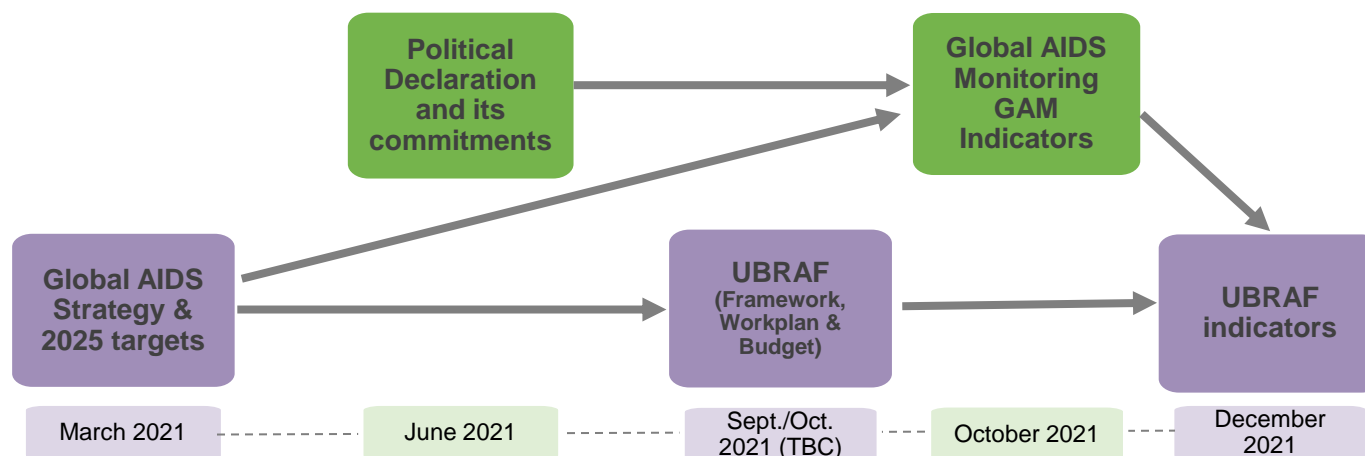 Political
Declaration
and its
commitments
Global AIDS
Monitoring
GAM
Indicators
Global AIDS
Strategy &
2025 targets
UBRAF
(Framework,
Workplan &
Budget)
UBRAF
indicators
March 2021
June 2021
Sept./Oct.
2021 (TBC)
October 2021
December
2021